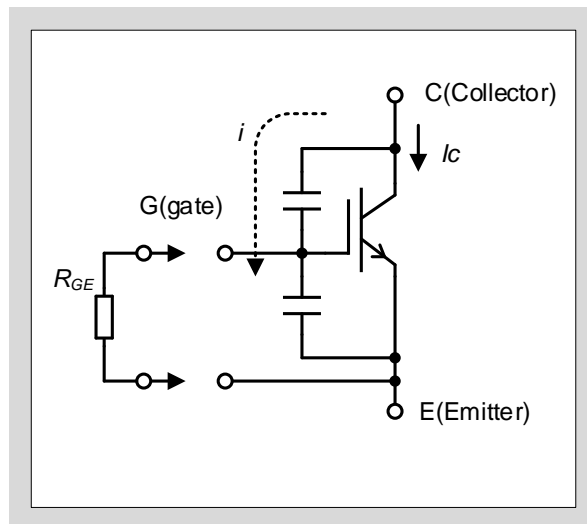 C(Collector)
i
Ic
G(gate)
RGE
E(Emitter)